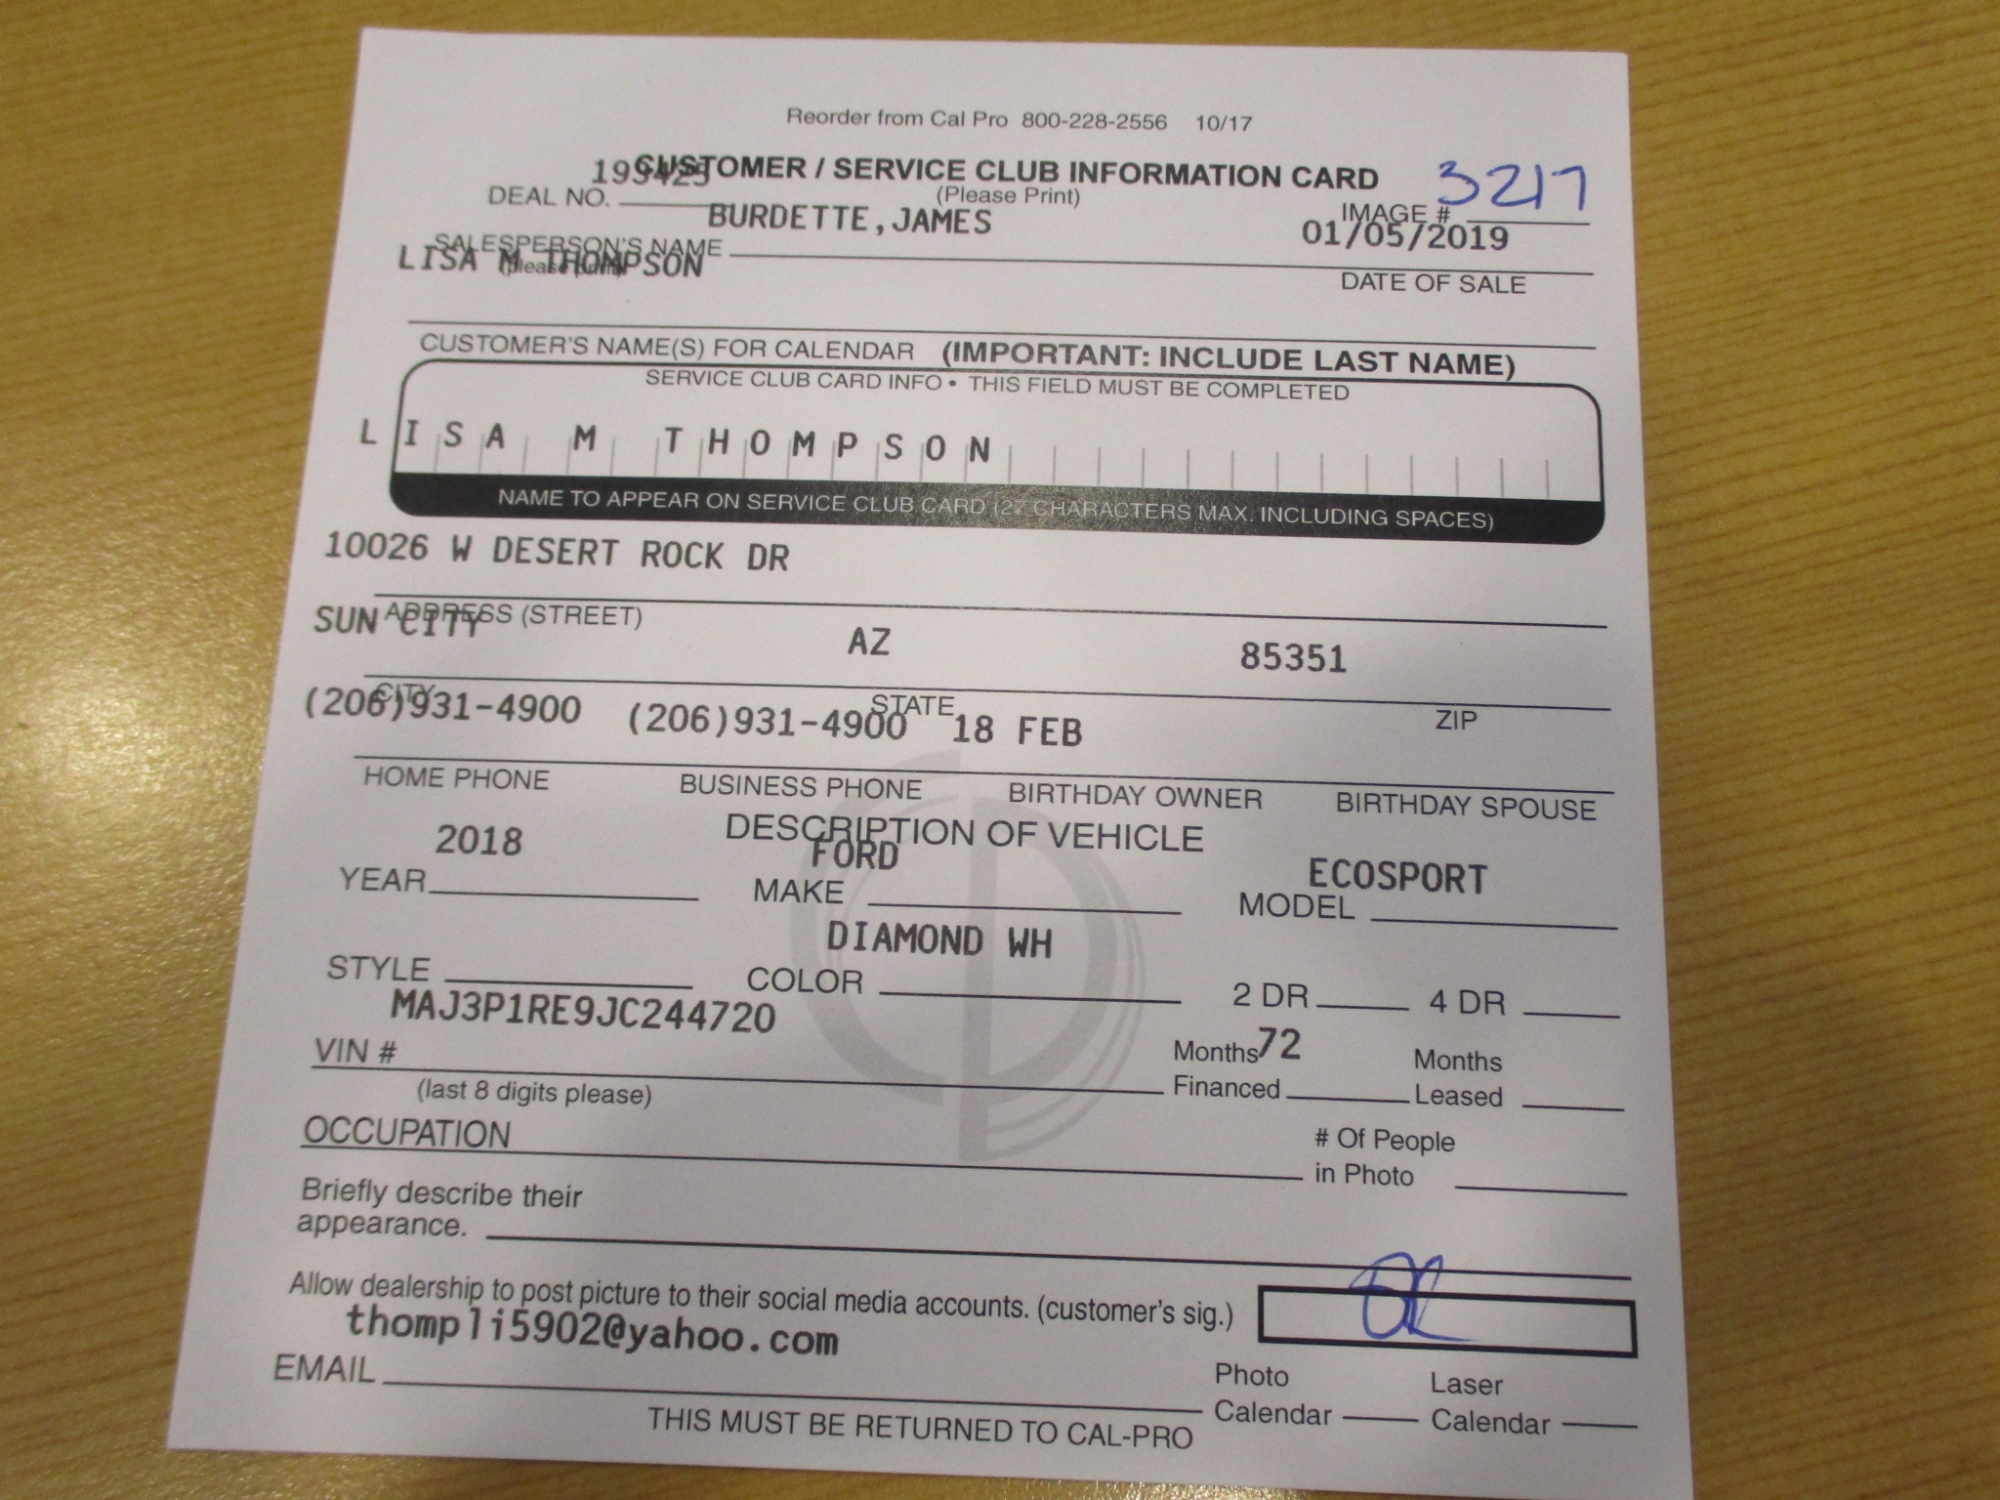 Reorder from Cal Pro 800-228-2556 10/17
CUSTOMER / SERVICE CLUB INFORMATION CARD
(Please Print)
DEAL NO. 199425
IMAGE # 3217
SALESPERSON'S NAME BURDETTE,JAMES
(please print)
01/05/2019
DATE OF SALE
LISA M THOMPSON
CUSTOMER'S NAME(S) FOR CALENDAR (IMPORTANT: INCLUDE LAST NAME)
SERVICE CLUB CARD INFO • THIS FIELD MUST BE COMPLETED
LISA M THOMPSON
NAME TO APPEAR ON SERVICE CLUB CARD (27 CHARACTERS MAX. INCLUDING SPACES)
10026 W DESERT ROCK DR
ADDRESS (STREET)
SUN CITY AZ 85351
CITY STATE ZIP
(206)931-4900 (206)931-4900 18 FEB
HOME PHONE BUSINESS PHONE BIRTHDAY OWNER BIRTHDAY SPOUSE
DESCRIPTION OF VEHICLE
2018 FORD ECOSPORT
YEAR MAKE MODEL
DIAMOND WH
STYLE COLOR 2 DR 4 DR
MAJ3P1RE9JC244720
VIN #
(last 8 digits please)
Months Financed 72
Months Leased
OCCUPATION
# Of People in Photo
Briefly describe their
appearance.
Allow dealership to post picture to their social media accounts. (customer's sig.)
thompli5902@yahoo.com
EMAIL
Photo Calendar
Laser Calendar
THIS MUST BE RETURNED TO CAL-PRO